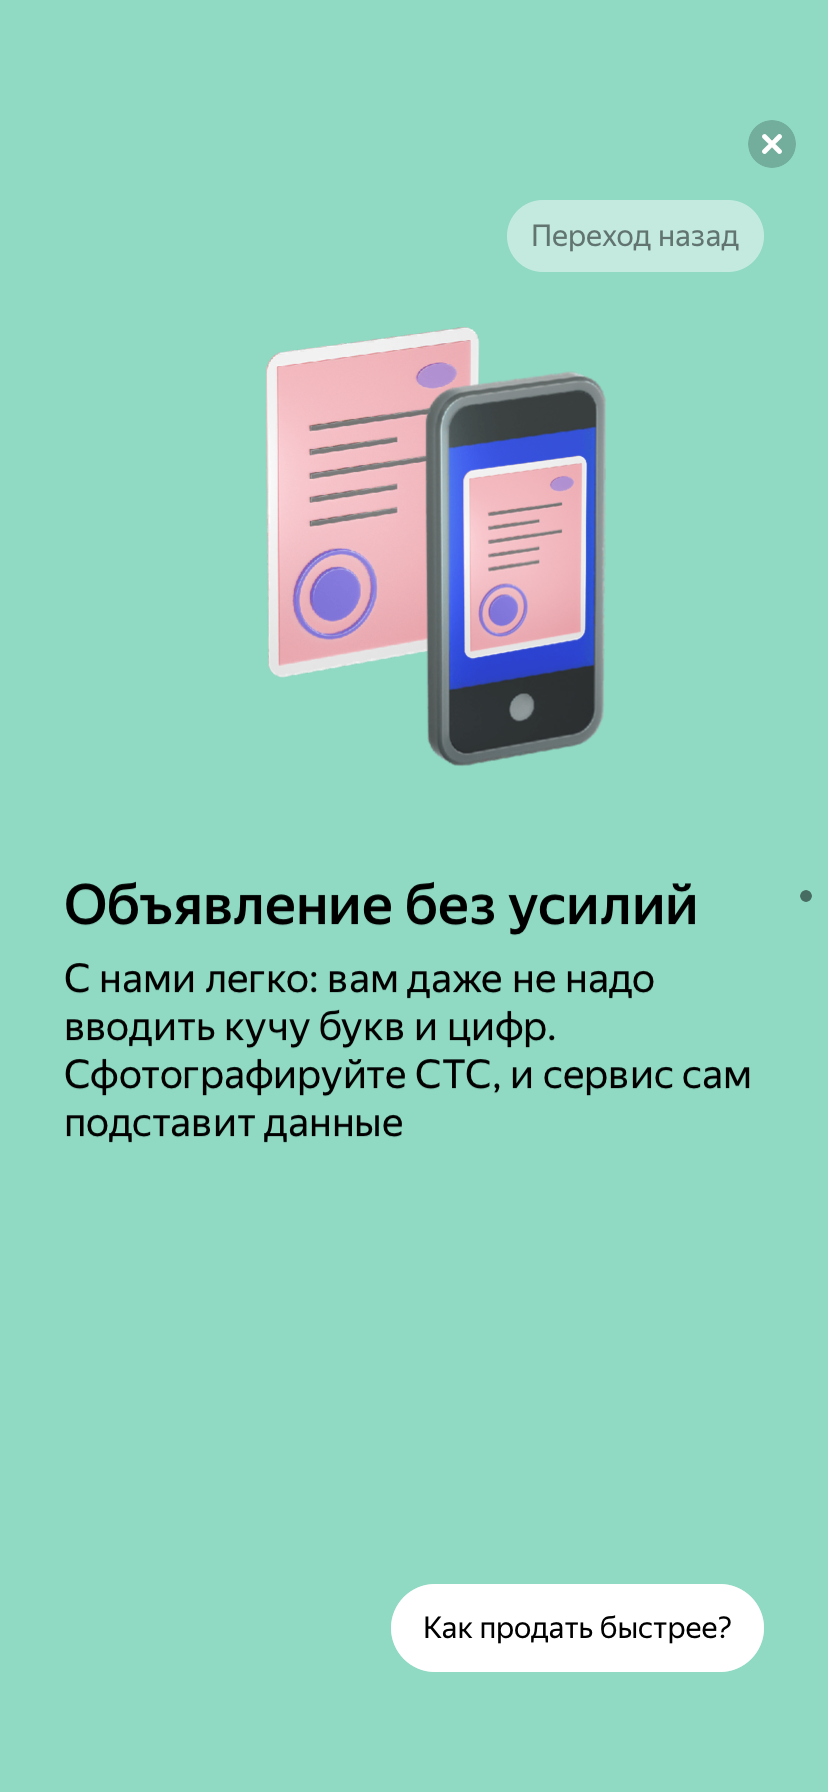 Переход назад
Объявление без усилий
С нами легко: вам даже не надо
вводить кучу букв и цифр.
Сфотографируйте СТС, и сервис сам
подставит данные
Как продать быстрее?